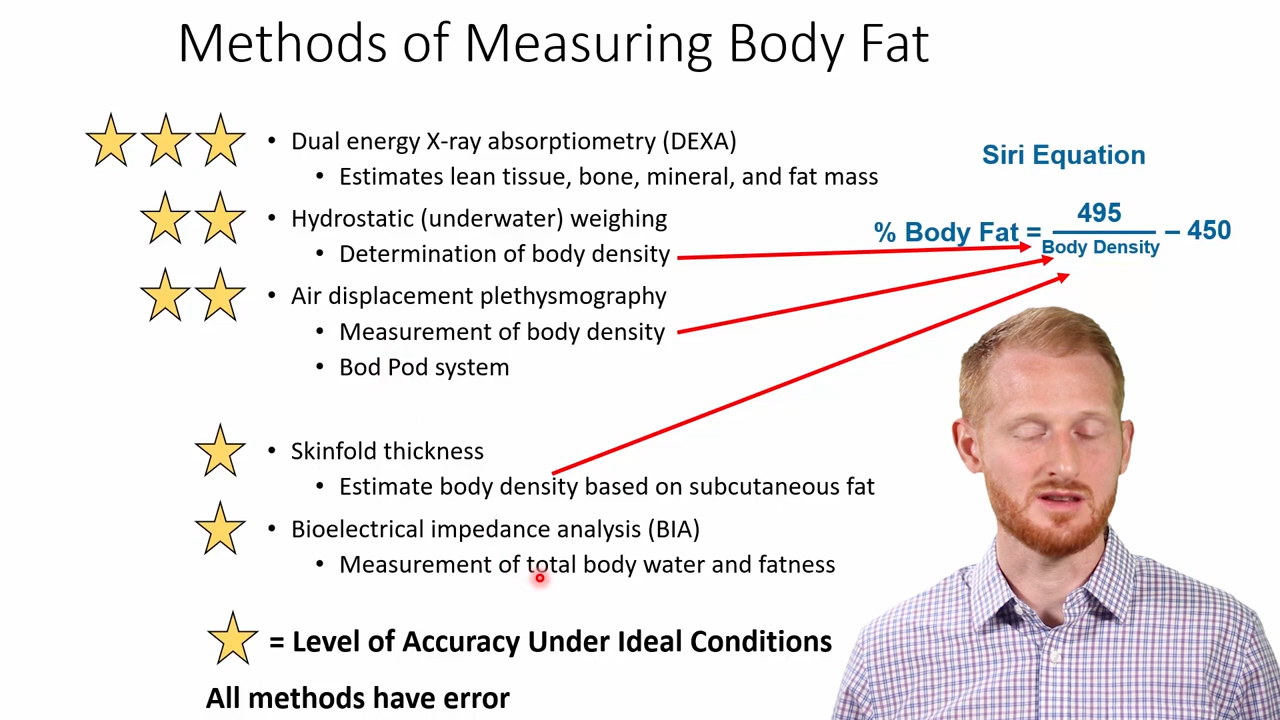 Methods of Measuring Body Fat
• Dual energy X-ray absorptiometry (DEXA)
• Estimates lean tissue, bone, mineral, and fat mass
• Hydrostatic (underwater) weighing
• Determination of body density
• Air displacement plethysmography
• Measurement of body density
• Bod Pod system
• Skinfold thickness
• Estimate body density based on subcutaneous fat
• Bioelectrical impedance analysis (BIA)
• Measurement of total body water and fatness
= Level of Accuracy Under Ideal Conditions
All methods have error
Siri Equation
495
% Body Fat = – 450
Body Density